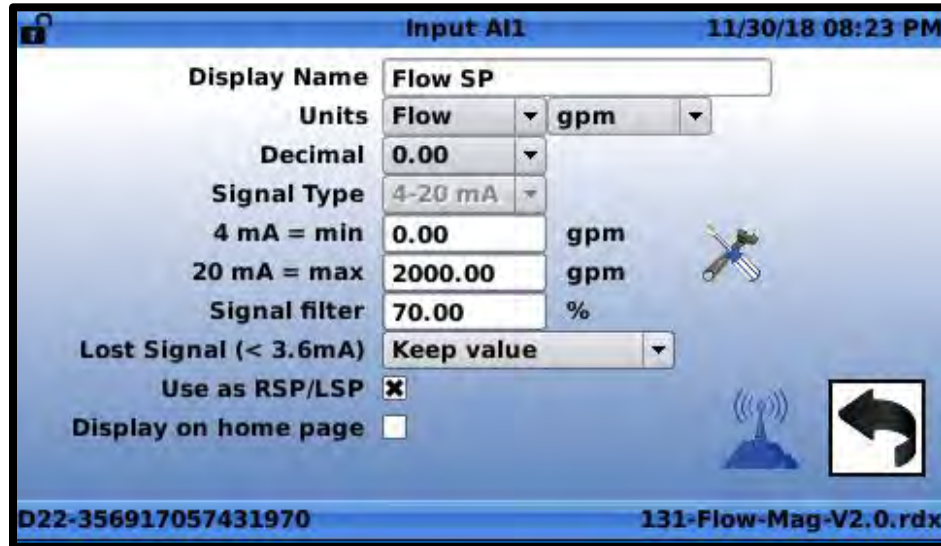 Input AI1 11/30/18 08:23 PM
Display Name Flow SP
Units Flow gpm
Decimal 0.00
Signal Type 4-20 mA
4 mA = min 0.00 gpm
20 mA = max 2000.00 gpm
Signal filter 70.00 %
Lost Signal (< 3.6mA) Keep value
Use as RSP/LSP
Display on home page
D22-356917057431970 131-Flow-Mag-V2.0.rdx